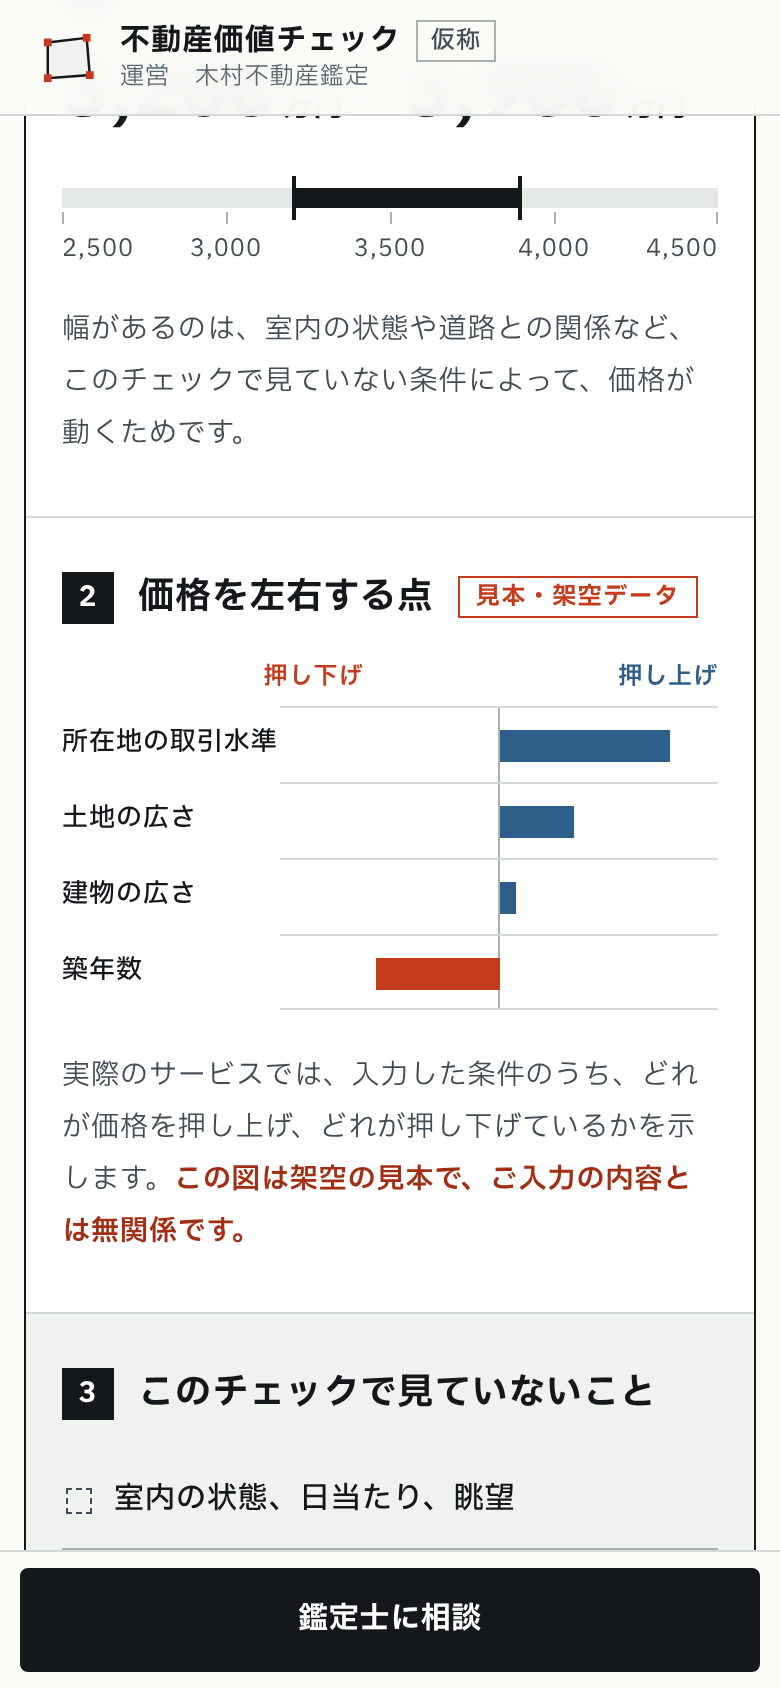 不動産価値チェック 仮称
運営 木村不動産鑑定
2,500 3,000 3,500 4,000 4,500
幅があるのは、室内の状態や道路との関係など、
このチェックで見ていない条件によって、価格が
動くためです。
2 価格を左右する点 見本・架空データ
押し下げ 押し上げ
所在地の取引水準
土地の広さ
建物の広さ
築年数
実際のサービスでは、入力した条件のうち、どれ
が価格を押し上げ、どれが押し下げているかを示
します。この図は架空の見本で、ご入力の内容と
は無関係です。
3 このチェックで見ていないこと
室内の状態、日当たり、眺望
鑑定士に相談